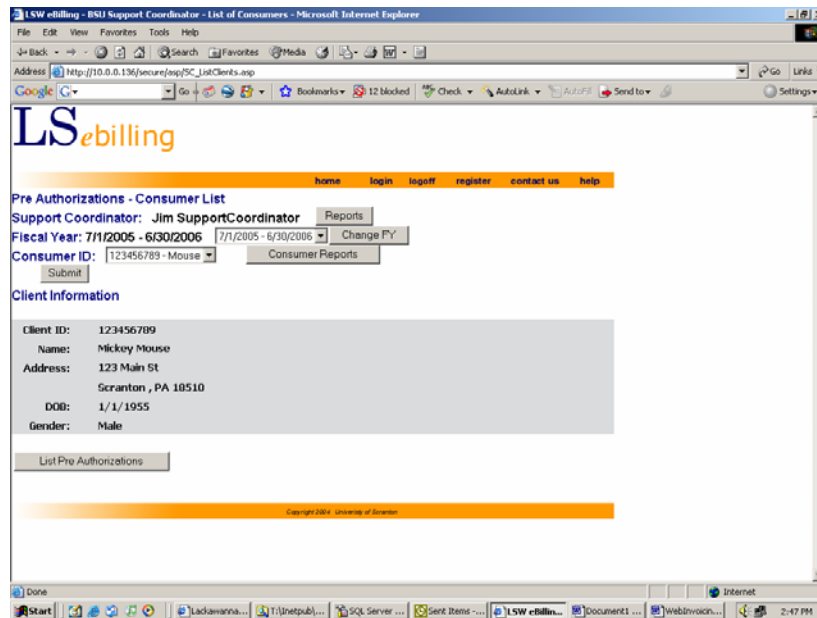 LSW eBilling - BSU Support Coordinator - List of Consumers - Microsoft Internet Explorer
File Edit View Favorites Tools Help
Back Search Favorites Media
Address http://10.0.0.136/secure/asp/SC_ListClients.asp Go Links
Google G Go Bookmarks 12 blocked Check AutoLink AutoFill Send to Settings
LSebilling
home login logoff register contact us help
Pre Authorizations - Consumer List
Support Coordinator: Jim SupportCoordinator Reports
Fiscal Year: 7/1/2005 - 6/30/2006 7/1/2005 - 6/30/2006 Change FY
Consumer ID: 123456789 - Mouse Consumer Reports
Submit
Client Information
Client ID: 123456789
Name: Mickey Mouse
Address: 123 Main St
Scranton , PA 18510
DOB: 1/1/1955
Gender: Male
List Pre Authorizations
Copyright 2004 University of Scranton
Done Internet
Start Lackawanna... T:\Inetpub\... SQL Server ... Sent Items -... LSW eBillin... Document1 ... WebInvoicin... 2:47 PM